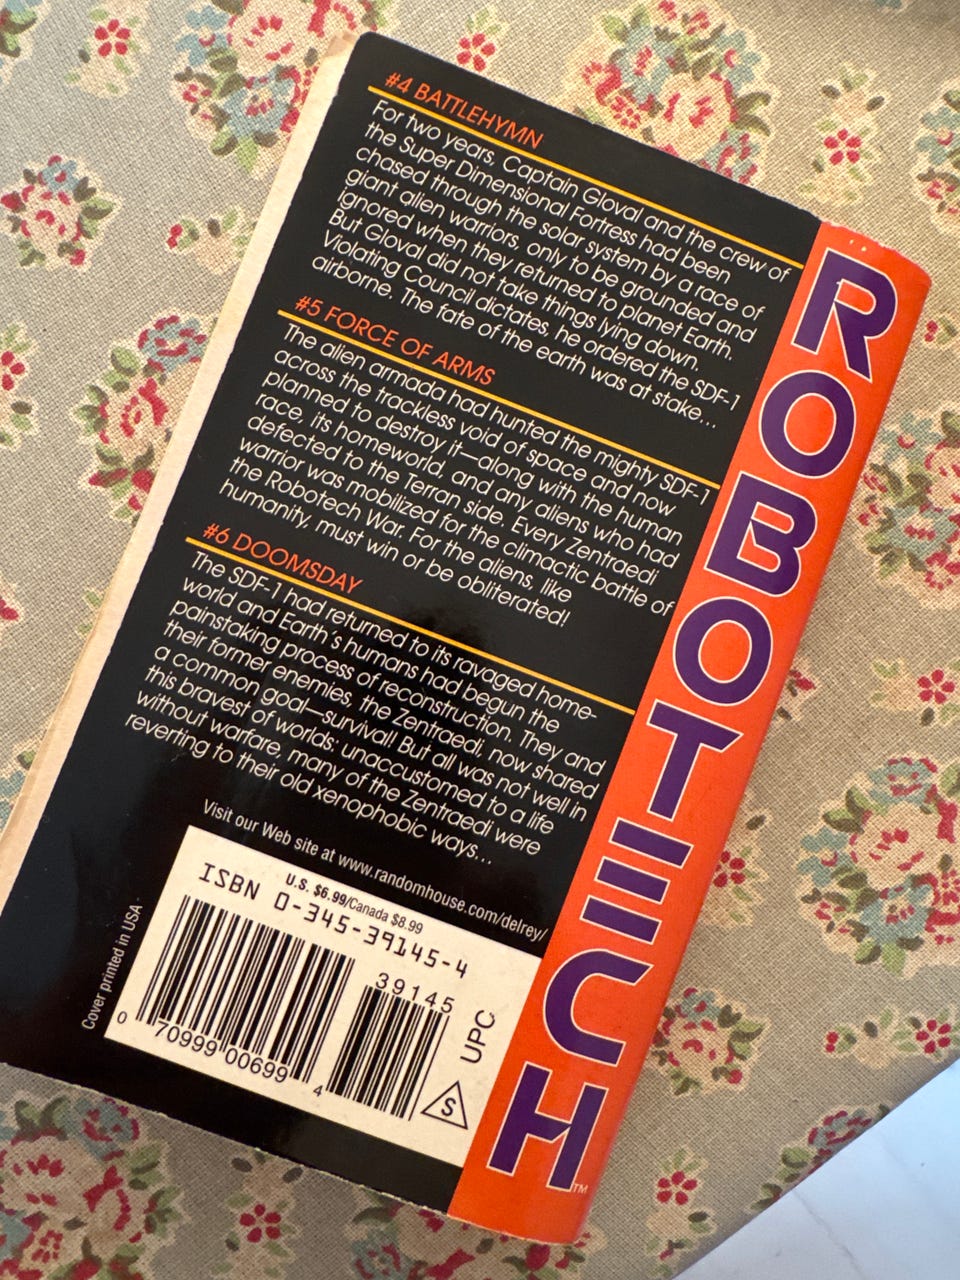 #4 BATTLEHYMN
For two years, Captain Gloval and the crew of
the Super Dimensional Fortress had been
chased through the solar system by a race of
giant alien warriors, only to be grounded and
ignored when they returned to planet Earth.
But Gloval did not take things lying down.
Violating Council dictates, he ordered the SDF-1
airborne. The fate of the earth was at stake...
#5 FORCE OF ARMS
The alien armada had hunted the mighty SDF-1
across the trackless void of space and now
planned to destroy it—along with the human
race, its homeworld, and any aliens who had
defected to the Terran side. Every Zentraedi
warrior was mobilized for the climactic battle of
the Robotech War. For the aliens, like
humanity, must win or be obliterated!
#6 DOOMSDAY
The SDF-1 had returned to its ravaged home-
world and Earth's humans had begun the
painstaking process of reconstruction. They and
their former enemies, the Zentraedi, now shared
a common goal—survival! But all was not well in
this bravest of worlds: unaccustomed to a life
without warfare, many of the Zentraedi were
reverting to their old xenophobic ways...
Visit our Web site at www.randomhouse.com/delrey/
U.S. $6.99/Canada $8.99
ISBN 0-345-39145-4
39145
0 70999 00699 4
UPC
S
Cover printed in USA
ROBOTECH™